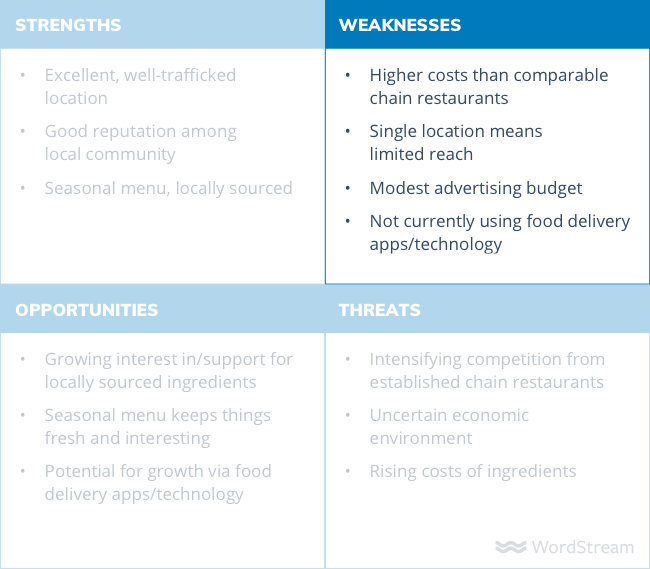 STRENGTHS
• Excellent, well-trafficked
location
• Good reputation among
local community
• Seasonal menu, locally sourced
WEAKNESSES
• Higher costs than comparable
chain restaurants
• Single location means
limited reach
• Modest advertising budget
• Not currently using food delivery
apps/technology
OPPORTUNITIES
• Growing interest in/support for
locally sourced ingredients
• Seasonal menu keeps things
fresh and interesting
• Potential for growth via food
delivery apps/technology
THREATS
• Intensifying competition from
established chain restaurants
• Uncertain economic
environment
• Rising costs of ingredients
WordStream